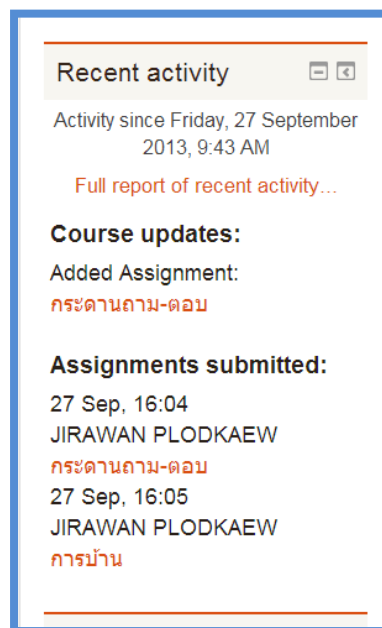 Recent activity
Activity since Friday, 27 September
2013, 9:43 AM
Full report of recent activity...
Course updates:
Added Assignment:
กระดานถาม-ตอบ
Assignments submitted:
27 Sep, 16:04
JIRAWAN PLODKAEW
กระดานถาม-ตอบ
27 Sep, 16:05
JIRAWAN PLODKAEW
การบ้าน